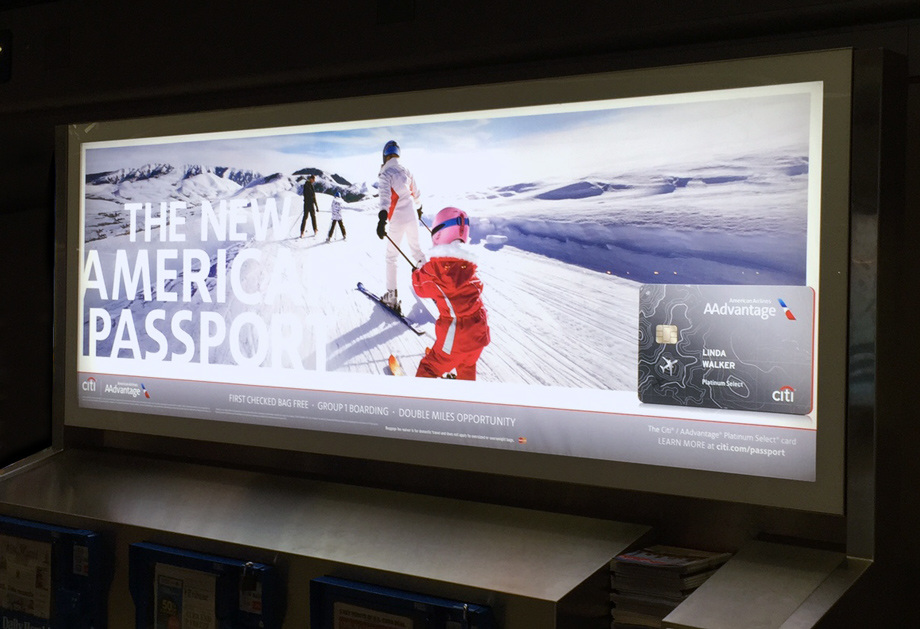 THE NEW
AMERICAN
PASSPORT
citi
AmericanAirlines
AAdvantage
FIRST CHECKED BAG FREE · GROUP 1 BOARDING · DOUBLE MILES OPPORTUNITY
AmericanAirlines
AAdvantage
LINDA
WALKER
Platinum Select
citi
The Citi® / AAdvantage® Platinum Select® card
LEARN MORE at citi.com/passport